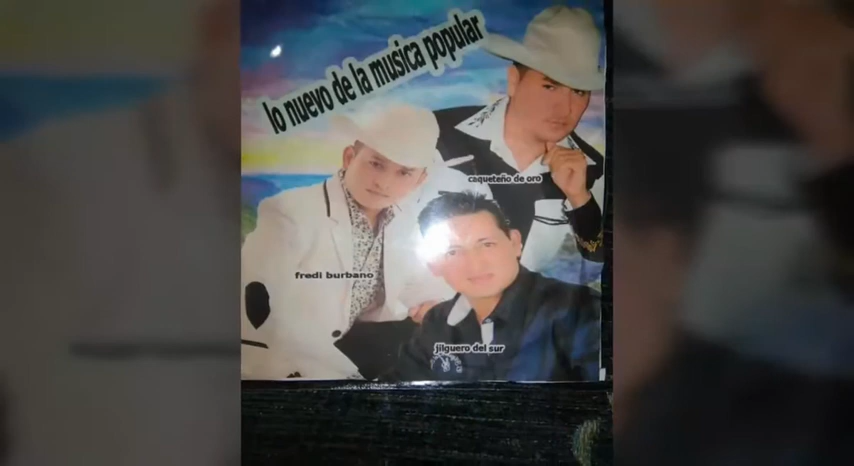 lo nuevo de la musica popular
caqueteño de oro
fredi burbano
jilguero del sur